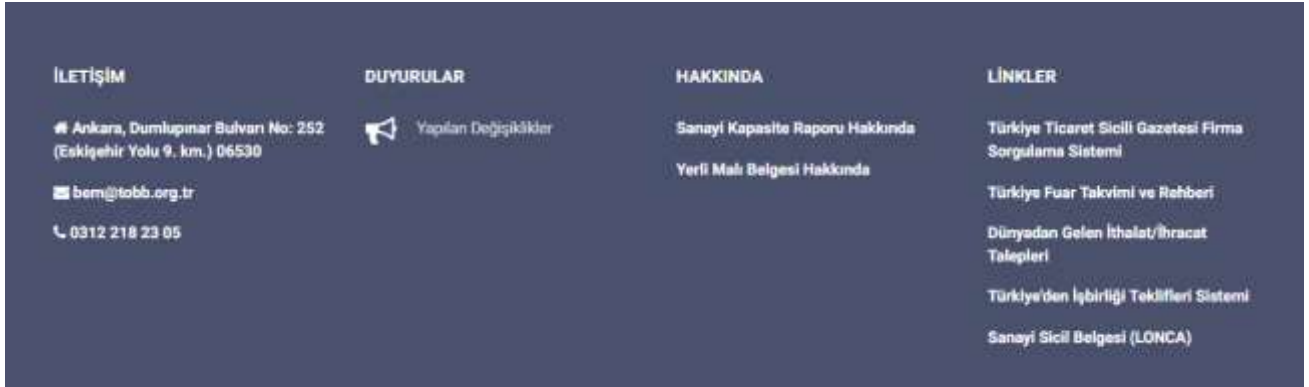 İLETİŞİM
Ankara, Dumlupınar Bulvarı No: 252
(Eskişehir Yolu 9. km.) 06530
bem@tobb.org.tr
0312 218 23 05
DUYURULAR
Yapılan Değişiklikler
HAKKINDA
Sanayi Kapasite Raporu Hakkında
Yerli Malı Belgesi Hakkında
LİNKLER
Türkiye Ticaret Sicili Gazetesi Firma
Sorgulama Sistemi
Türkiye Fuar Takvimi ve Rehberi
Dünyadan Gelen İthalat/İhracat
Talepleri
Türkiye'den İşbirliği Teklifleri Sistemi
Sanayi Sicil Belgesi (LONCA)